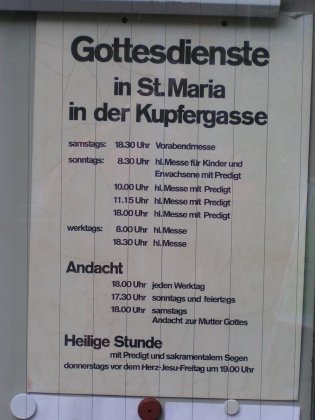 Gottesdienste
in St. Maria
in der Kupfergasse
samstags: 18.30 Uhr Vorabendmesse
sonntags: 8.30 Uhr hl. Messe für Kinder und
Erwachsene mit Predigt
10.00 Uhr hl. Messe mit Predigt
11.15 Uhr hl. Messe mit Predigt
18.00 Uhr hl. Messe mit Predigt
werktags: 8.00 Uhr hl. Messe
18.30 Uhr hl. Messe
Andacht
18.00 Uhr jeden Werktag
17.30 Uhr sonntags und feiertags
18.00 Uhr samstags
Andacht zur Mutter Gottes
Heilige Stunde
mit Predigt und sakramentalem Segen
donnerstags vor dem Herz-Jesu-Freitag um 19.00 Uhr